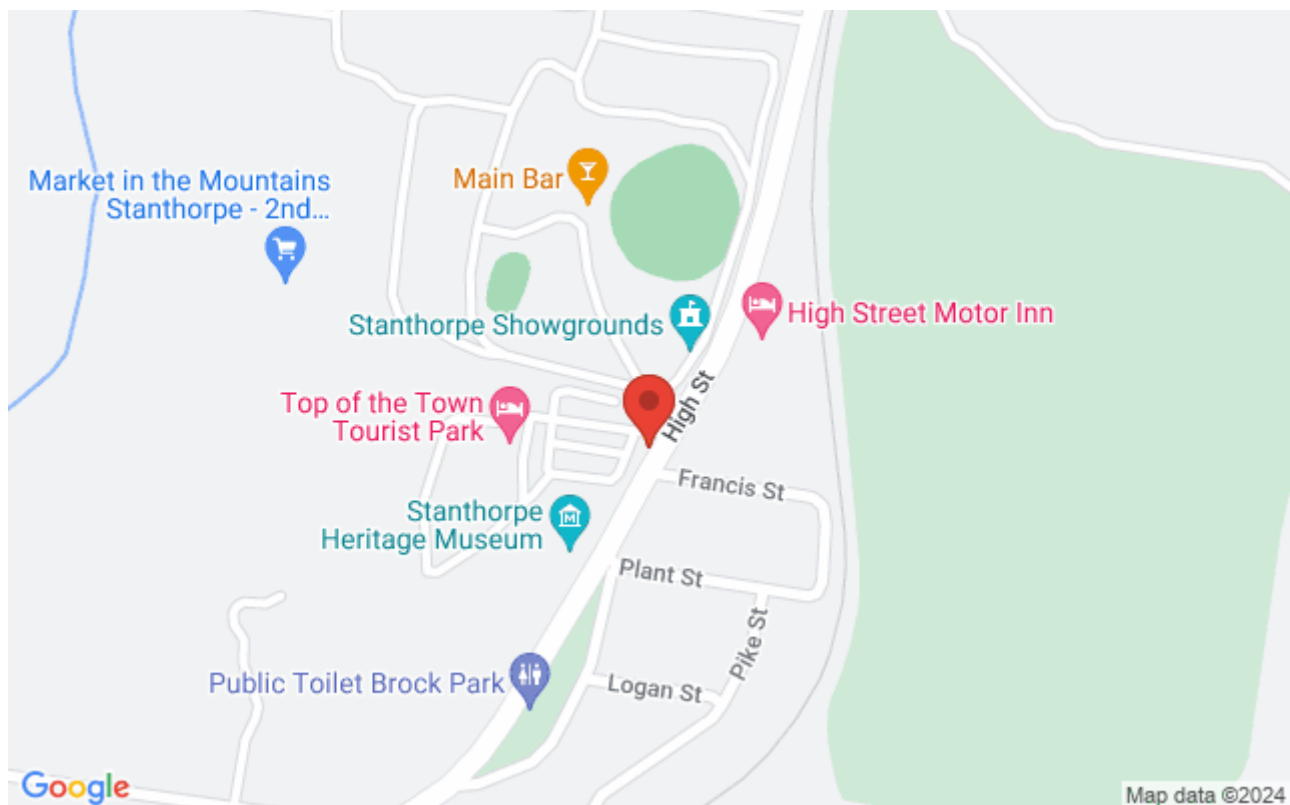 Main Bar
Market in the Mountains
Stanthorpe - 2nd...
Stanthorpe Showgrounds
High Street Motor Inn
High St
Top of the Town
Tourist Park
Francis St
Stanthorpe
Heritage Museum
Plant St
Pike St
Public Toilet Brock Park
Logan St
Google
Map data ©2024